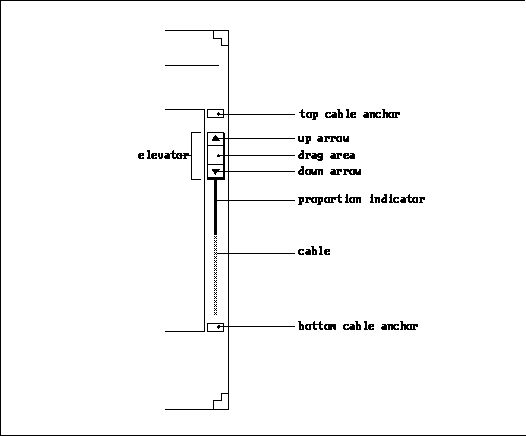 top cable anchor
up arrow
elevator
drag area
down arrow
proportion indicator
cable
bottom cable anchor